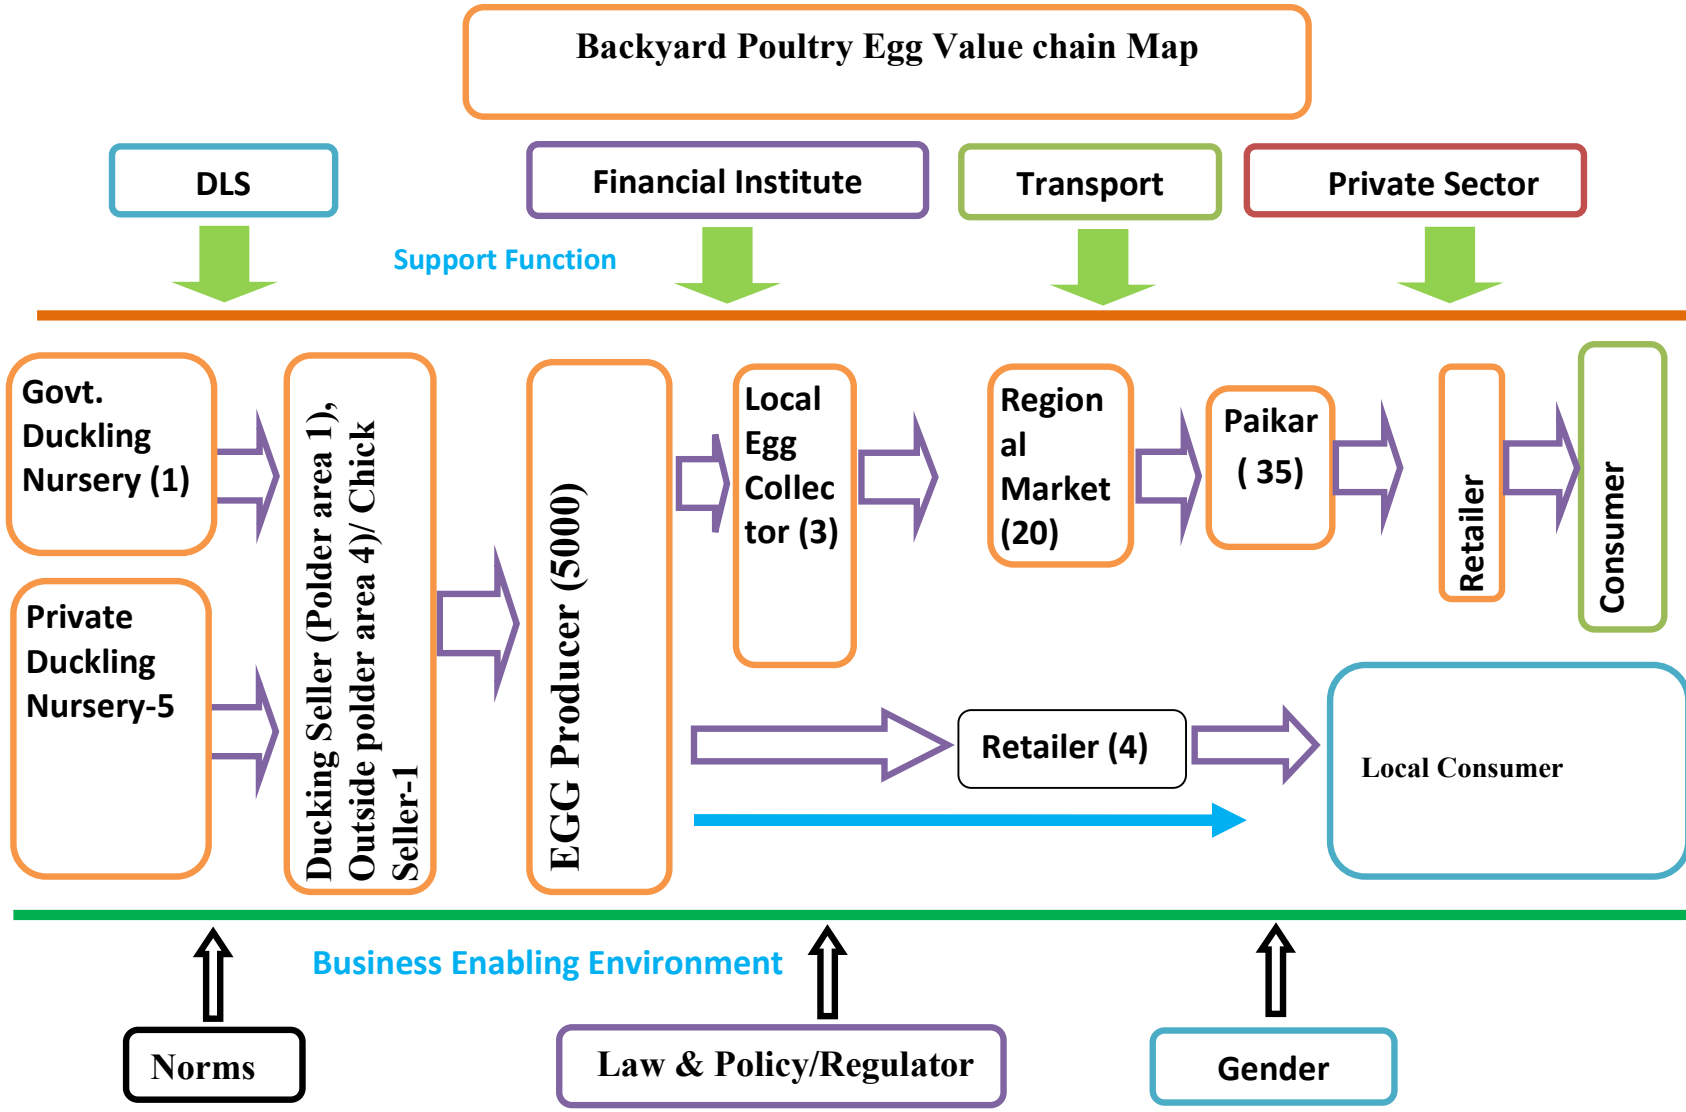 Backyard Poultry Egg Value chain Map
DLS
Financial Institute
Transport
Private Sector
Support Function
Govt.
Duckling
Nursery (1)
Private
Duckling
Nursery-5
Ducking Seller (Polder area 1),
Outside polder area 4)/ Chick
Seller-1
EGG Producer (5000)
Local
Egg
Collec
tor (3)
Region
al
Market
(20)
Paikar
( 35)
Retailer
Consumer
Retailer (4)
Local Consumer
Business Enabling Environment
Norms
Law & Policy/Regulator
Gender